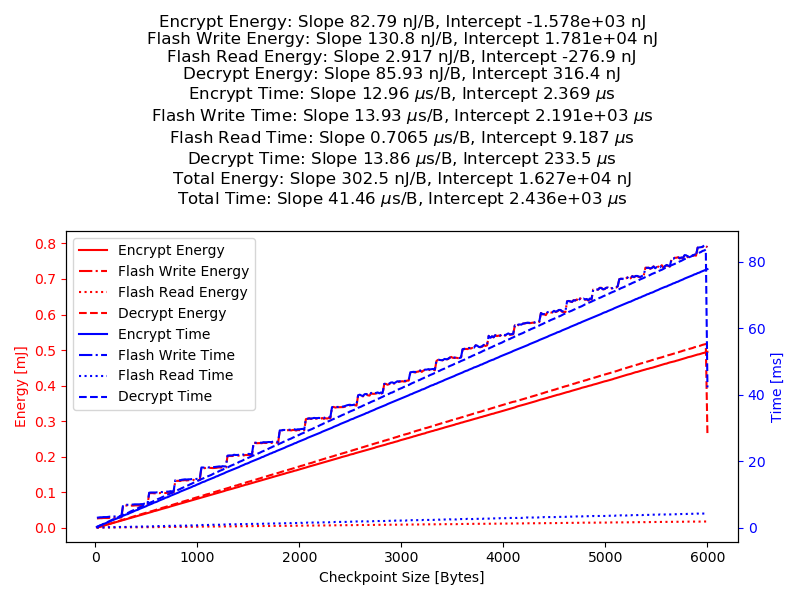 Encrypt Energy: Slope 82.79 nJ/B, Intercept -1.578e+03 nJ
Flash Write Energy: Slope 130.8 nJ/B, Intercept 1.781e+04 nJ
Flash Read Energy: Slope 2.917 nJ/B, Intercept -276.9 nJ
Decrypt Energy: Slope 85.93 nJ/B, Intercept 316.4 nJ
Encrypt Time: Slope 12.96 μs/B, Intercept 2.369 μs
Flash Write Time: Slope 13.93 μs/B, Intercept 2.191e+03 μs
Flash Read Time: Slope 0.7065 μs/B, Intercept 9.187 μs
Decrypt Time: Slope 13.86 μs/B, Intercept 233.5 μs
Total Energy: Slope 302.5 nJ/B, Intercept 1.627e+04 nJ
Total Time: Slope 41.46 μs/B, Intercept 2.436e+03 μs
Energy [mJ]
0.8
0.7
0.6
0.5
0.4
0.3
0.2
0.1
0.0
Encrypt Energy
Flash Write Energy
Flash Read Energy
Decrypt Energy
Encrypt Time
Flash Write Time
Flash Read Time
Decrypt Time
80
60
40
20
0
Time [ms]
0 1000 2000 3000 4000 5000 6000
Checkpoint Size [Bytes]